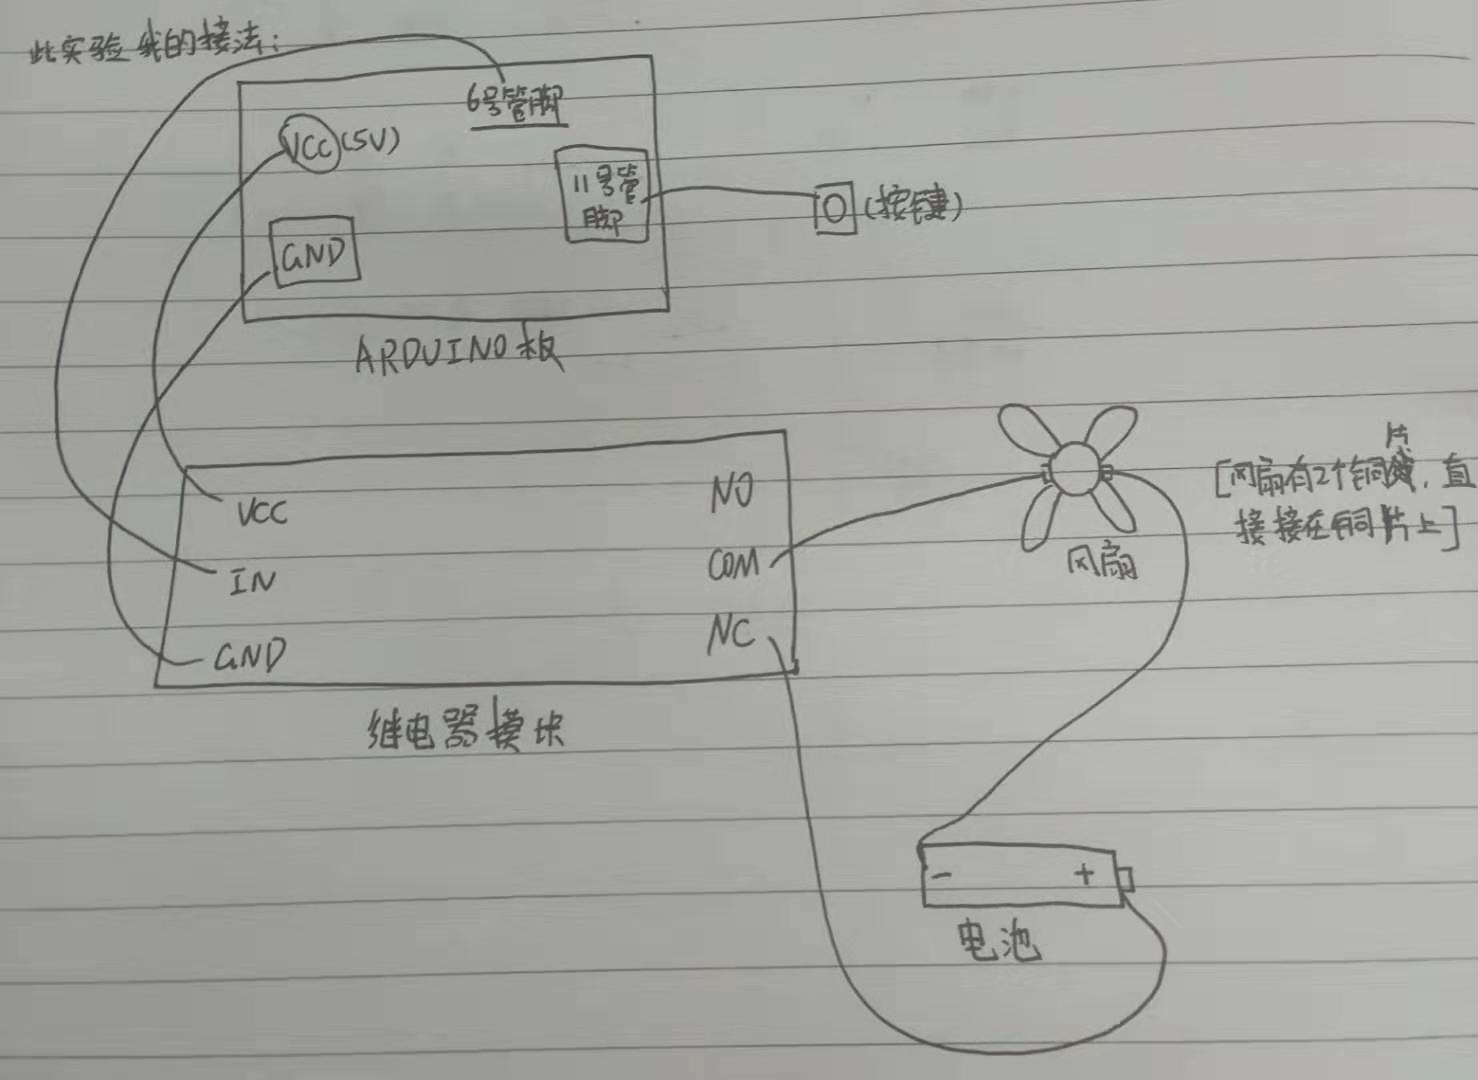 此实验我的接法:
6号管脚
VCC(5V)
11号管
脚
(按键)
GND
ARDUINO板
NO
片
[风扇有2个铜,直
接接在铜片上]
VCC
COM
风扇
IN
NC
GND
继电器模块
- +
电池